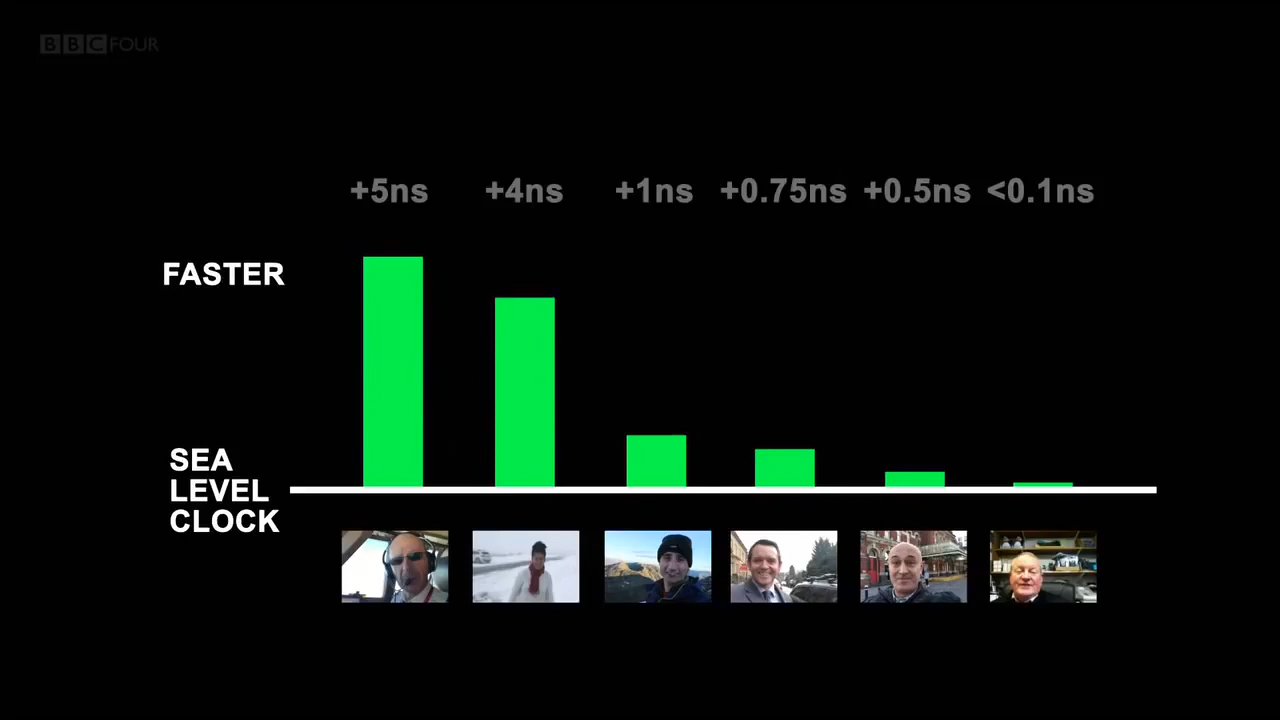 BBC FOUR
+5ns +4ns +1ns +0.75ns +0.5ns <0.1ns
FASTER
SEA
LEVEL
CLOCK